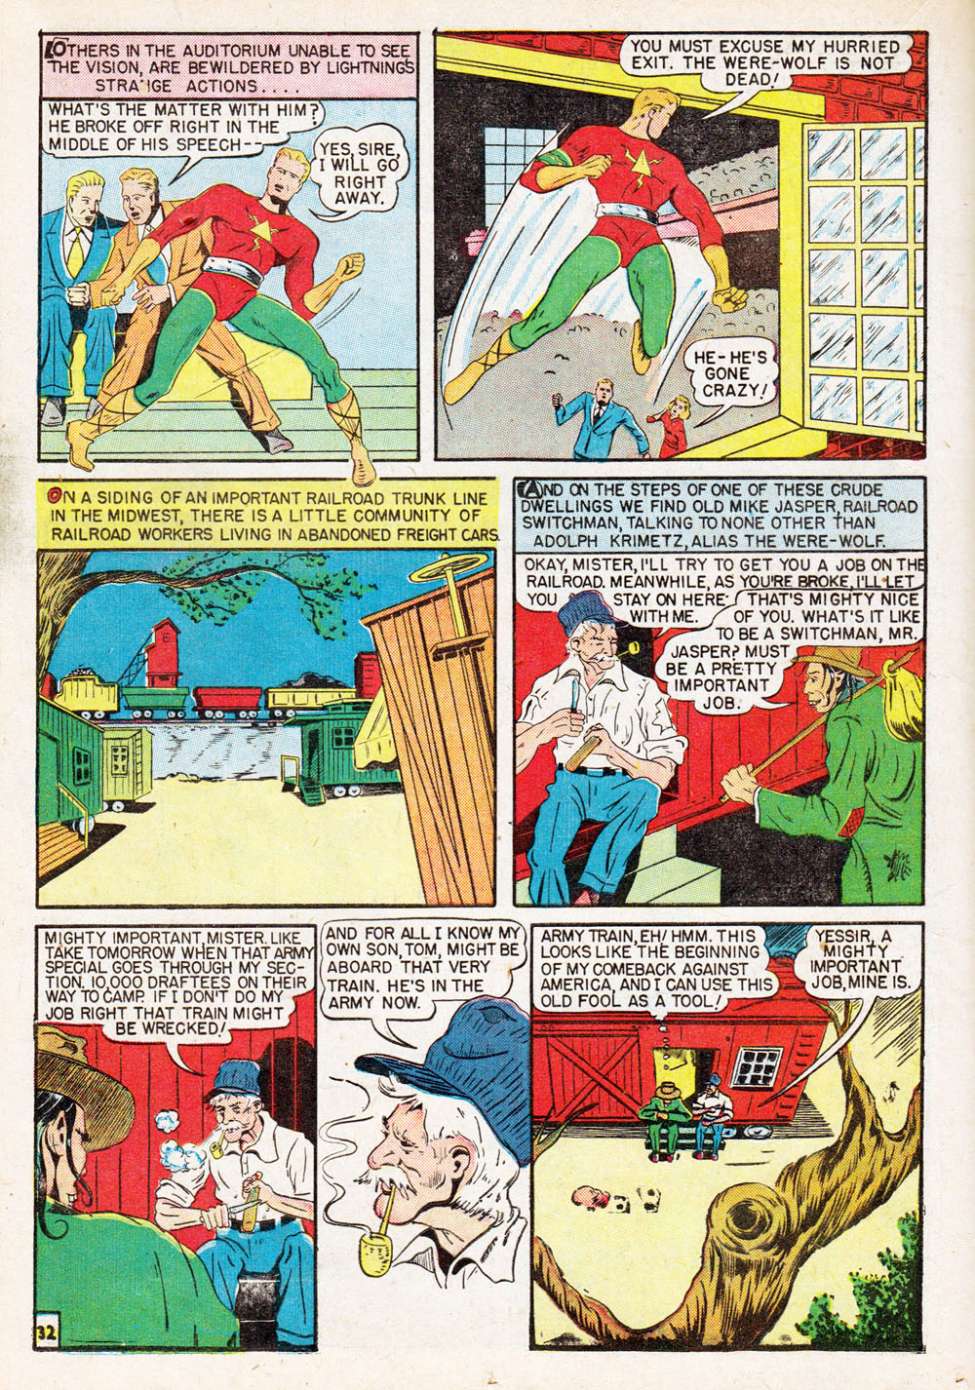 OTHERS IN THE AUDITORIUM UNABLE TO SEE
THE VISION, ARE BEWILDERED BY LIGHTNING'S
STRANGE ACTIONS....
WHAT'S THE MATTER WITH HIM?
HE BROKE OFF RIGHT IN THE
MIDDLE OF HIS SPEECH--
YES, SIRE,
I WILL GO
RIGHT
AWAY.
YOU MUST EXCUSE MY HURRIED
EXIT. THE WERE-WOLF IS NOT
DEAD!
HE-HE'S
GONE
CRAZY!
ON A SIDING OF AN IMPORTANT RAILROAD TRUNK LINE
IN THE MIDWEST, THERE IS A LITTLE COMMUNITY OF
RAILROAD WORKERS LIVING IN ABANDONED FREIGHT CARS.
AND ON THE STEPS OF ONE OF THESE CRUDE
DWELLINGS WE FIND OLD MIKE JASPER, RAILROAD
SWITCHMAN, TALKING TO NONE OTHER THAN
ADOLPH KRIMETZ, ALIAS THE WERE-WOLF.
OKAY, MISTER, I'LL TRY TO GET YOU A JOB ON THE
RAILROAD. MEANWHILE, AS YOU'RE BROKE, I'LL LET
YOU STAY ON HERE
WITH ME.
THAT'S MIGHTY NICE
OF YOU. WHAT'S IT LIKE
TO BE A SWITCHMAN, MR.
JASPER? MUST
BE A PRETTY
IMPORTANT
JOB.
MIGHTY IMPORTANT, MISTER. LIKE
TAKE TOMORROW WHEN THAT ARMY
SPECIAL GOES THROUGH MY SEC-
TION. 10,000 DRAFTEES ON THEIR
WAY TO CAMP. IF I DON'T DO MY
JOB RIGHT THAT TRAIN MIGHT
BE WRECKED!
AND FOR ALL I KNOW MY
OWN SON, TOM, MIGHT BE
ABOARD THAT VERY
TRAIN. HE'S IN THE
ARMY NOW.
ARMY TRAIN, EH! HMM. THIS
LOOKS LIKE THE BEGINNING
OF MY COMEBACK AGAINST
AMERICA, AND I CAN USE THIS
OLD FOOL AS A TOOL!
YESSIR, A
MIGHTY
IMPORTANT
JOB, MINE IS.
32